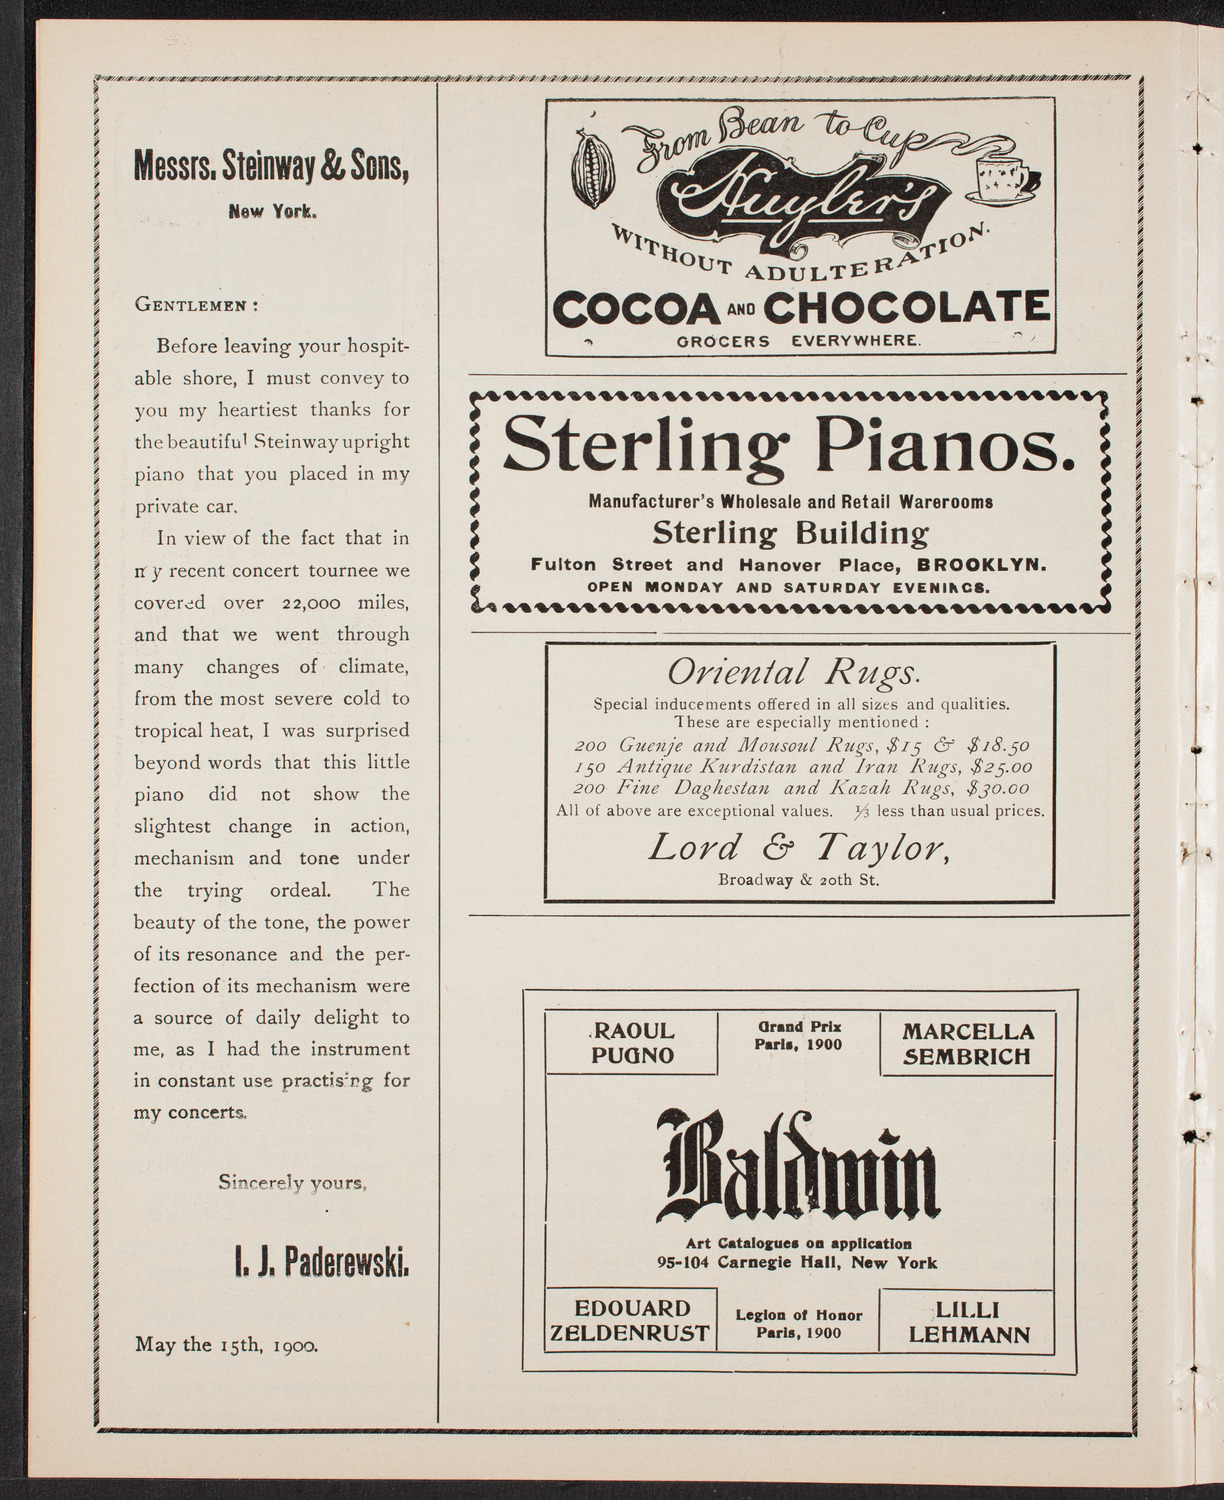 Messrs. Steinway & Sons,
New York.
GENTLEMEN :
Before leaving your hospit-
able shore, I must convey to
you my heartiest thanks for
the beautiful Steinway upright
piano that you placed in my
private car.
In view of the fact that in
my recent concert tournee we
covered over 22,000 miles,
and that we went through
many changes of climate,
from the most severe cold to
tropical heat, I was surprised
beyond words that this little
piano did not show the
slightest change in action,
mechanism and tone under
the trying ordeal. The
beauty of the tone, the power
of its resonance and the per-
fection of its mechanism were
a source of daily delight to
me, as I had the instrument
in constant use practising for
my concerts.
Sincerely yours,
I. J. Paderewski.
May the 15th, 1900.
From Bean to Cup
Huyler's
WITHOUT ADULTERATION.
COCOA AND CHOCOLATE
GROCERS EVERYWHERE.
Sterling Pianos.
Manufacturer's Wholesale and Retail Warerooms
Sterling Building
Fulton Street and Hanover Place, BROOKLYN.
OPEN MONDAY AND SATURDAY EVENINGS.
Oriental Rugs.
Special inducements offered in all sizes and qualities.
These are especially mentioned :
200 Guenje and Mousoul Rugs, $15 & $18.50
150 Antique Kurdistan and Iran Rugs, $25.00
200 Fine Daghestan and Kazak Rugs, $30.00
All of above are exceptional values. ⅓ less than usual prices.
Lord & Taylor,
Broadway & 20th St.
RAOUL
PUGNO
Grand Prix
Paris, 1900
MARCELLA
SEMBRICH
Baldwin
Art Catalogues on application
95-104 Carnegie Hall, New York
EDOUARD
ZELDENRUST
Legion of Honor
Paris, 1900
LILLI
LEHMANN